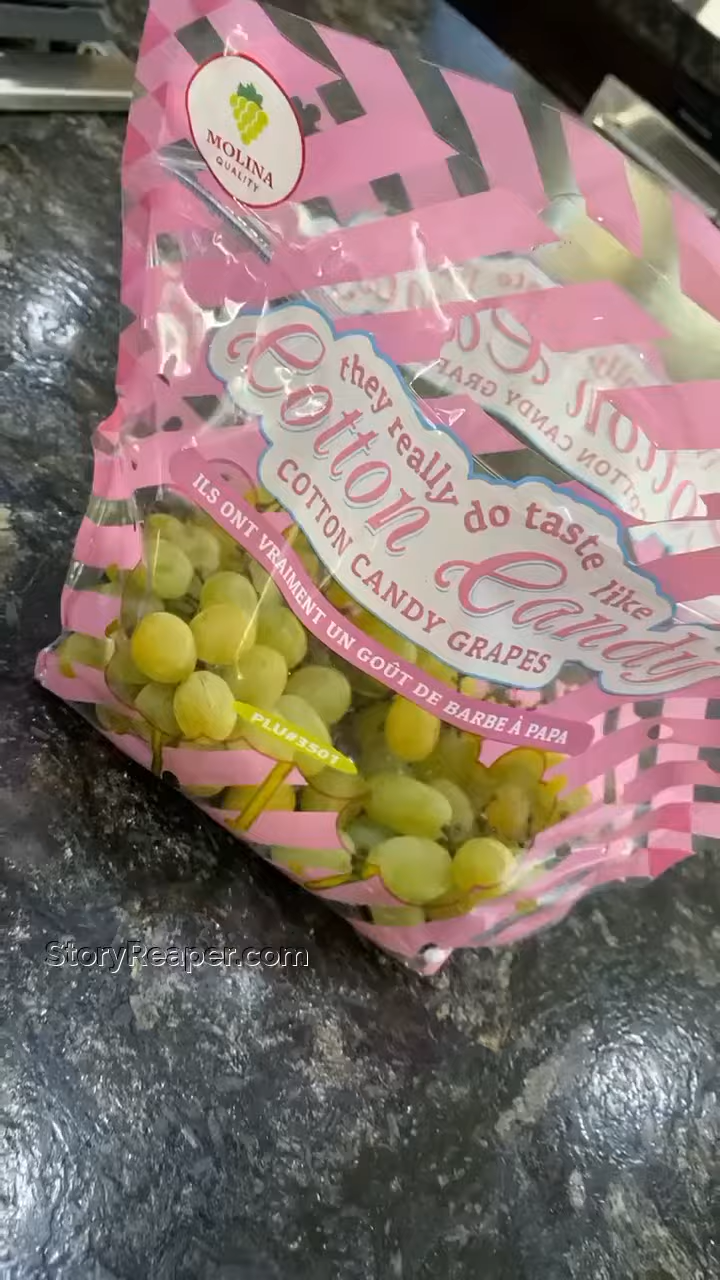 MOLINA
QUALITY
they really do taste like
Cotton Candy
COTTON CANDY GRAPES
ILS ONT VRAIMENT UN GOÛT DE BARBE À PAPA
PLU#3501
StoryReaper.com